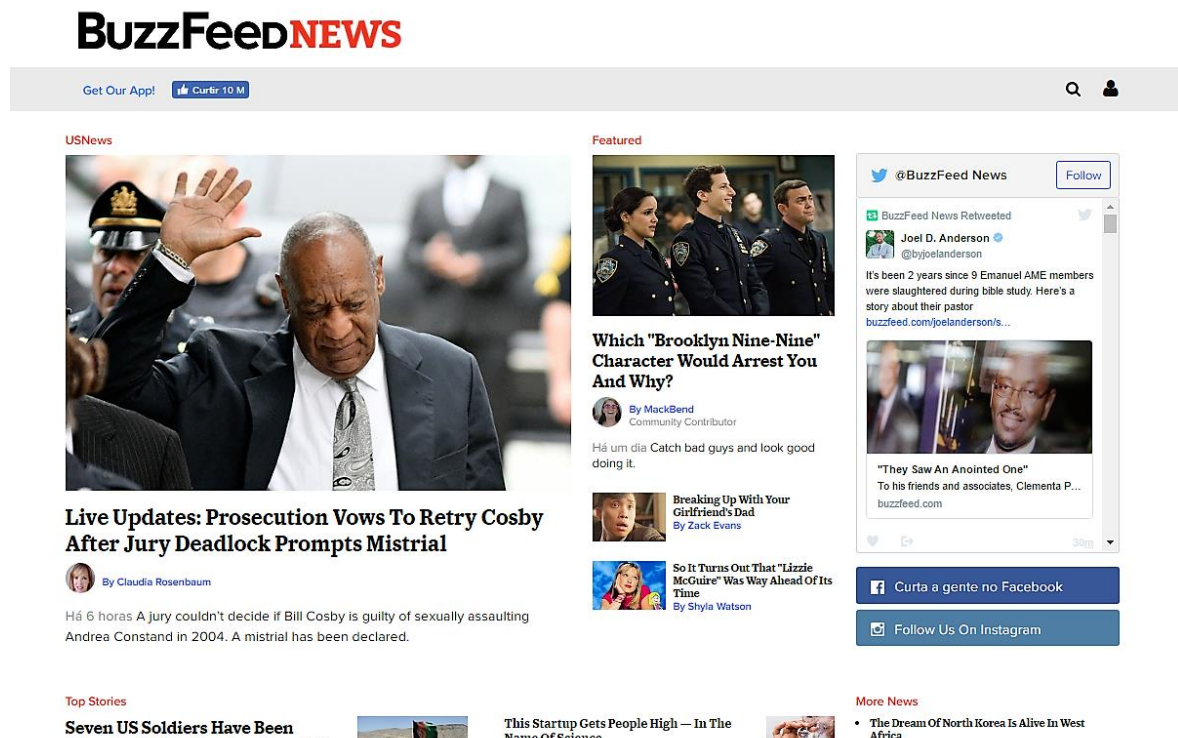 BuzzFeedNEWS
Get Our App!
Curtir 10 M
USNews
Live Updates: Prosecution Vows To Retry Cosby
After Jury Deadlock Prompts Mistrial
By Claudia Rosenbaum
Há 6 horas A jury couldn't decide if Bill Cosby is guilty of sexually assaulting
Andrea Constand in 2004. A mistrial has been declared.
Featured
Which "Brooklyn Nine-Nine"
Character Would Arrest You
And Why?
By MackBend
Community Contributor
Há um dia Catch bad guys and look good
doing it.
Breaking Up With Your
Girlfriend's Dad
By Zack Evans
So It Turns Out That "Lizzie
McGuire" Was Way Ahead Of Its
Time
By Shyla Watson
@BuzzFeed News
Follow
BuzzFeed News Retweeted
Joel D. Anderson
@byjoelanderson
It's been 2 years since 9 Emanuel AME members
were slaughtered during bible study. Here's a
story about their pastor
buzzfeed.com/joelanderson/s...
"They Saw An Anointed One"
To his friends and associates, Clementa P...
buzzfeed.com
30m
Curta a gente no Facebook
Follow Us On Instagram
Top Stories
Seven US Soldiers Have Been
This Startup Gets People High — In The
Name Of Science
More News
• The Dream Of North Korea Is Alive In West
Africa